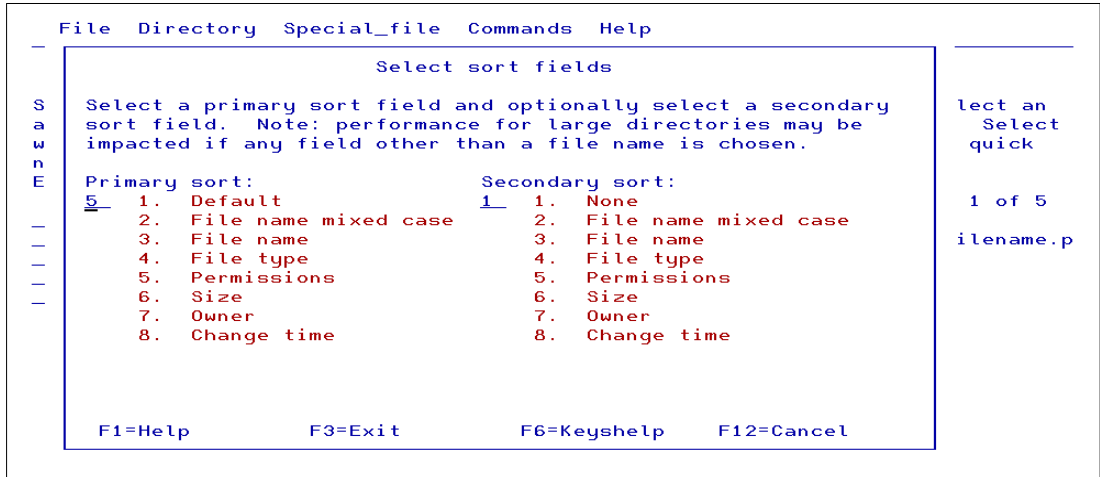 File  Directory  Special_file  Commands  Help
Select sort fields
S  Select a primary sort field and optionally select a secondary  lect an
a  sort field.  Note: performance for large directories may be  Select
w  impacted if any field other than a file name is chosen.  quick
n
E  Primary sort:  Secondary sort:
5  1.  Default  1  1.  None  1 of 5
2.  File name mixed case  2.  File name mixed case
3.  File name  3.  File name  ilename.p
4.  File type  4.  File type
5.  Permissions  5.  Permissions
6.  Size  6.  Size
7.  Owner  7.  Owner
8.  Change time  8.  Change time
F1=Help  F3=Exit  F6=Keyshelp  F12=Cancel